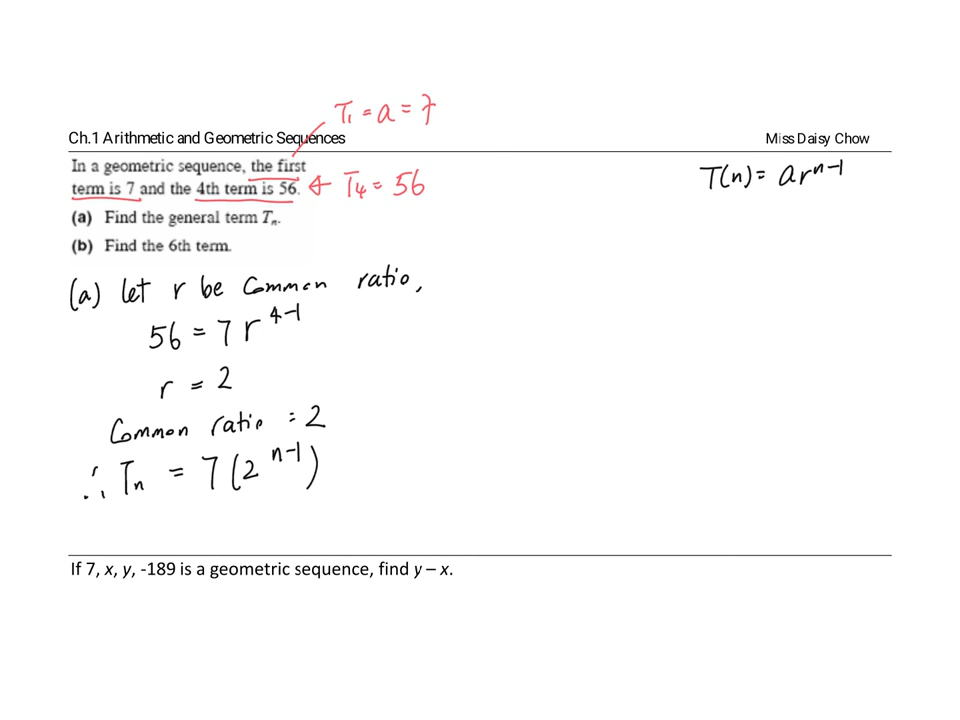 T₁ = a = 7
Ch.1 Arithmetic and Geometric Sequences
Miss Daisy Chow
In a geometric sequence, the first
term is 7 and the 4th term is 56.
T₄ = 56
T(n) = arⁿ⁻¹
(a) Find the general term Tₙ.
(b) Find the 6th term.
(a) let r be common ratio,
56 = 7 r⁴⁻¹
r = 2
Common ratio = 2
∴ Tₙ = 7(2ⁿ⁻¹)
If 7, x, y, -189 is a geometric sequence, find y – x.